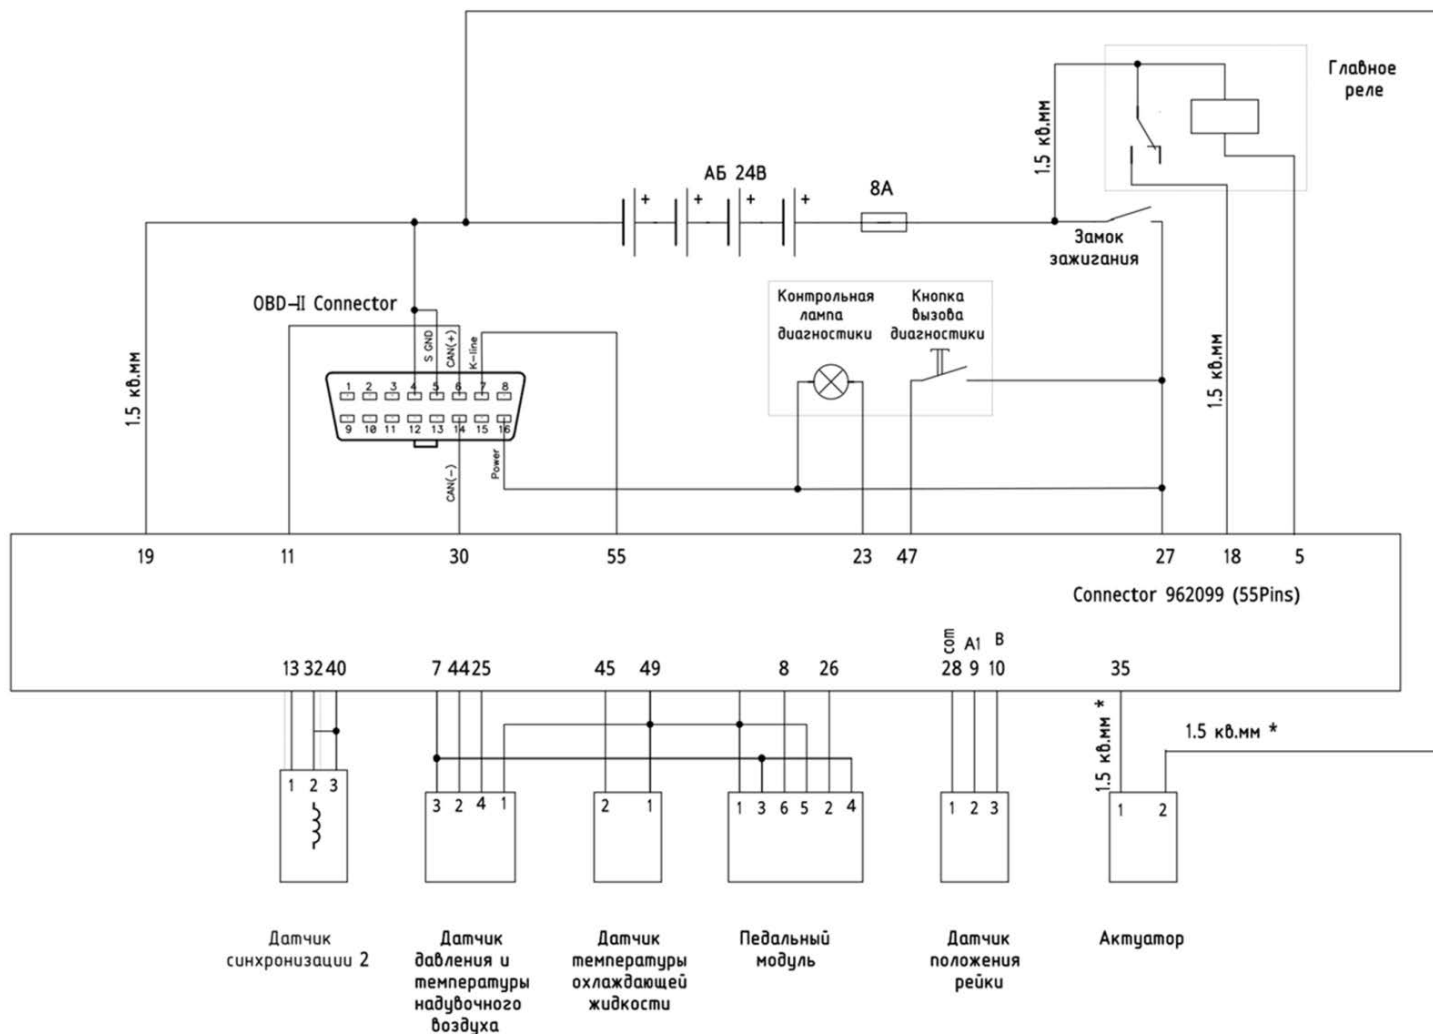 Главное
реле
1.5 кв.мм
АБ 24В
+
+
+
+
8А
Замок
зажигания
OBD-II Connector
Контрольная
лампа
диагностики
Кнопка
вызова
диагностики
S GND
CAN(+)
K-line
1.5 кв.мм
1.5 кв.мм
1 2 3 4 5 6 7 8
9 10 11 12 13 14 15 16
CAN(-)
Power
19 11 30 55 23 47 27 18 5
Connector 962099 (55Pins)
com A1 B
13 32 40 7 44 25 45 49 8 26 28 9 10 35
1.5 кв.мм *
1.5 кв.мм *
1 2 3
3 2 4 1
2 1
1 3 6 5 2 4
1 2 3
1 2
Датчик
синхронизации 2
Датчик
давления и
температуры
надувочного
воздуха
Датчик
температуры
охлаждающей
жидкости
Педальный
модуль
Датчик
положения
рейки
Актуатор